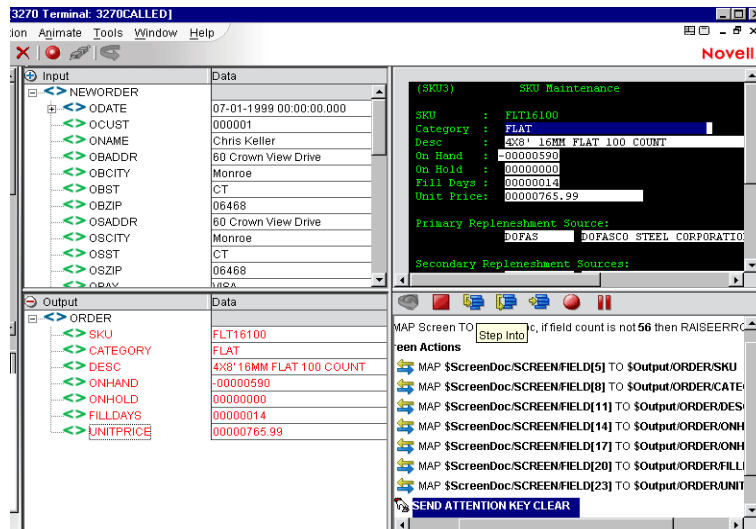 [3270 Terminal: 3270CALLED]
ion Animate Tools Window Help
Novell
Input Data
NEWORDER
ODATE 07-01-1999 00:00:00.000
OCUST 000001
ONAME Chris Keller
OBADDR 60 Crown View Drive
OBCITY Monroe
OBST CT
OBZIP 06468
OSADDR 60 Crown View Drive
OSCITY Monroe
OSST CT
OSZIP 06468
OPAY VISA
(SKU3) SKU Maintenance
SKU : FLT16100
Category : FLAT
Desc : 4X8' 16MM FLAT 100 COUNT
On Hand : -00000590
On Hold : 00000000
Fill Days : 00000014
Unit Price: 00000765.99
Primary Repleneshment Source:
DOFAS DOFASCO STEEL CORPORATIO
Secondary Repleneshment Sources:
Output Data
ORDER
SKU FLT16100
CATEGORY FLAT
DESC 4X8'16MM FLAT 100 COUNT
ONHAND -00000590
ONHOLD 00000000
FILLDAYS 00000014
UNITPRICE 00000765.99
MAP Screen TO c, if field count is not 56 then RAISEERRO
Step Into
reen Actions
MAP $ScreenDoc/SCREEN/FIELD[5] TO $Output/ORDER/SKU
MAP $ScreenDoc/SCREEN/FIELD[8] TO $Output/ORDER/CATE
MAP $ScreenDoc/SCREEN/FIELD[11] TO $Output/ORDER/DES
MAP $ScreenDoc/SCREEN/FIELD[14] TO $Output/ORDER/ONH
MAP $ScreenDoc/SCREEN/FIELD[17] TO $Output/ORDER/ONH
MAP $ScreenDoc/SCREEN/FIELD[20] TO $Output/ORDER/FILL
MAP $ScreenDoc/SCREEN/FIELD[23] TO $Output/ORDER/UNIT
SEND ATTENTION KEY CLEAR